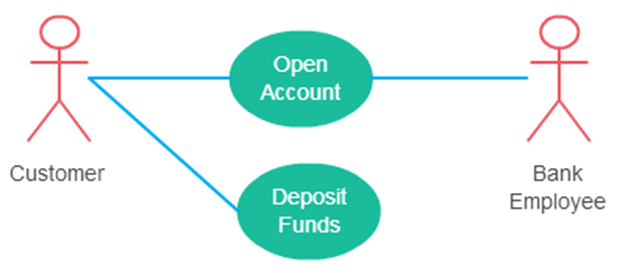 Open
Account
Customer
Bank
Employee
Deposit
Funds